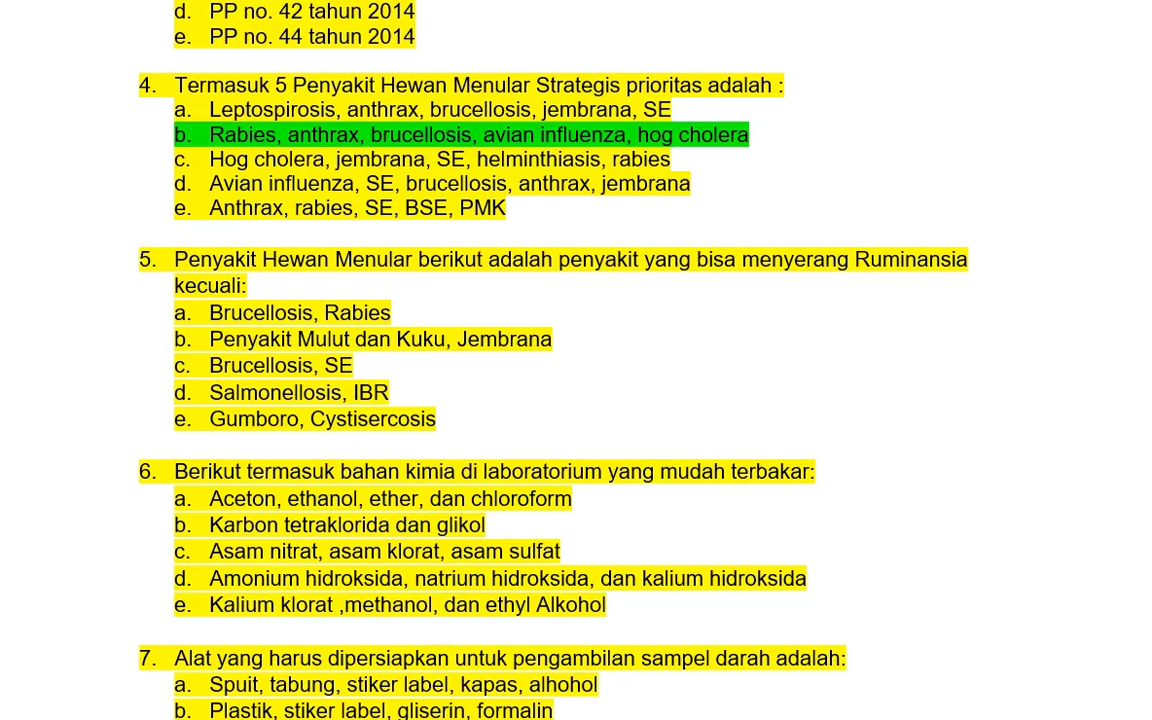 d. PP no. 42 tahun 2014
e. PP no. 44 tahun 2014
4. Termasuk 5 Penyakit Hewan Menular Strategis prioritas adalah :
a. Leptospirosis, anthrax, brucellosis, jembrana, SE
b. Rabies, anthrax, brucellosis, avian influenza, hog cholera
c. Hog cholera, jembrana, SE, helminthiasis, rabies
d. Avian influenza, SE, brucellosis, anthrax, jembrana
e. Anthrax, rabies, SE, BSE, PMK
5. Penyakit Hewan Menular berikut adalah penyakit yang bisa menyerang Ruminansia
kecuali:
a. Brucellosis, Rabies
b. Penyakit Mulut dan Kuku, Jembrana
c. Brucellosis, SE
d. Salmonellosis, IBR
e. Gumboro, Cystisercosis
6. Berikut termasuk bahan kimia di laboratorium yang mudah terbakar:
a. Aceton, ethanol, ether, dan chloroform
b. Karbon tetraklorida dan glikol
c. Asam nitrat, asam klorat, asam sulfat
d. Amonium hidroksida, natrium hidroksida, dan kalium hidroksida
e. Kalium klorat ,methanol, dan ethyl Alkohol
7. Alat yang harus dipersiapkan untuk pengambilan sampel darah adalah:
a. Spuit, tabung, stiker label, kapas, alhohol
b. Plastik, stiker label, gliserin, formalin